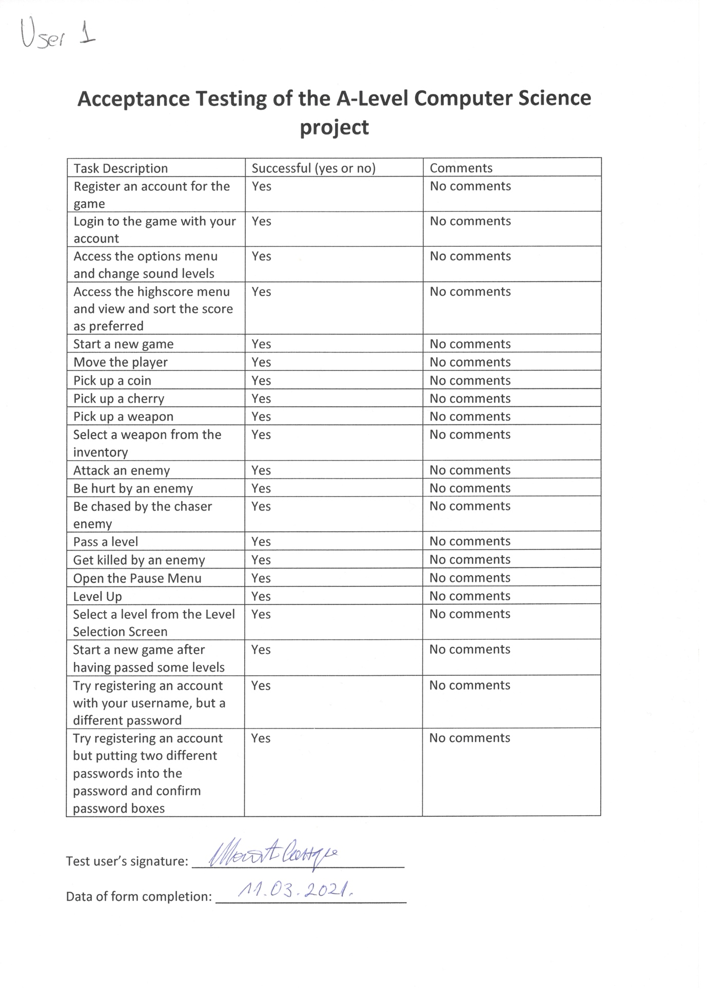 User 1
Acceptance Testing of the A-Level Computer Science
project
Task Description Successful (yes or no) Comments
Register an account for the Yes No comments
game
Login to the game with your Yes No comments
account
Access the options menu Yes No comments
and change sound levels
Access the highscore menu Yes No comments
and view and sort the score
as preferred
Start a new game Yes No comments
Move the player Yes No comments
Pick up a coin Yes No comments
Pick up a cherry Yes No comments
Pick up a weapon Yes No comments
Select a weapon from the Yes No comments
inventory
Attack an enemy Yes No comments
Be hurt by an enemy Yes No comments
Be chased by the chaser Yes No comments
enemy
Pass a level Yes No comments
Get killed by an enemy Yes No comments
Open the Pause Menu Yes No comments
Level Up Yes No comments
Select a level from the Level Yes No comments
Selection Screen
Start a new game after Yes No comments
having passed some levels
Try registering an account Yes No comments
with your username, but a
different password
Try registering an account Yes No comments
but putting two different
passwords into the
password and confirm
password boxes
Test user's signature:
Data of form completion: 11.03.2021.